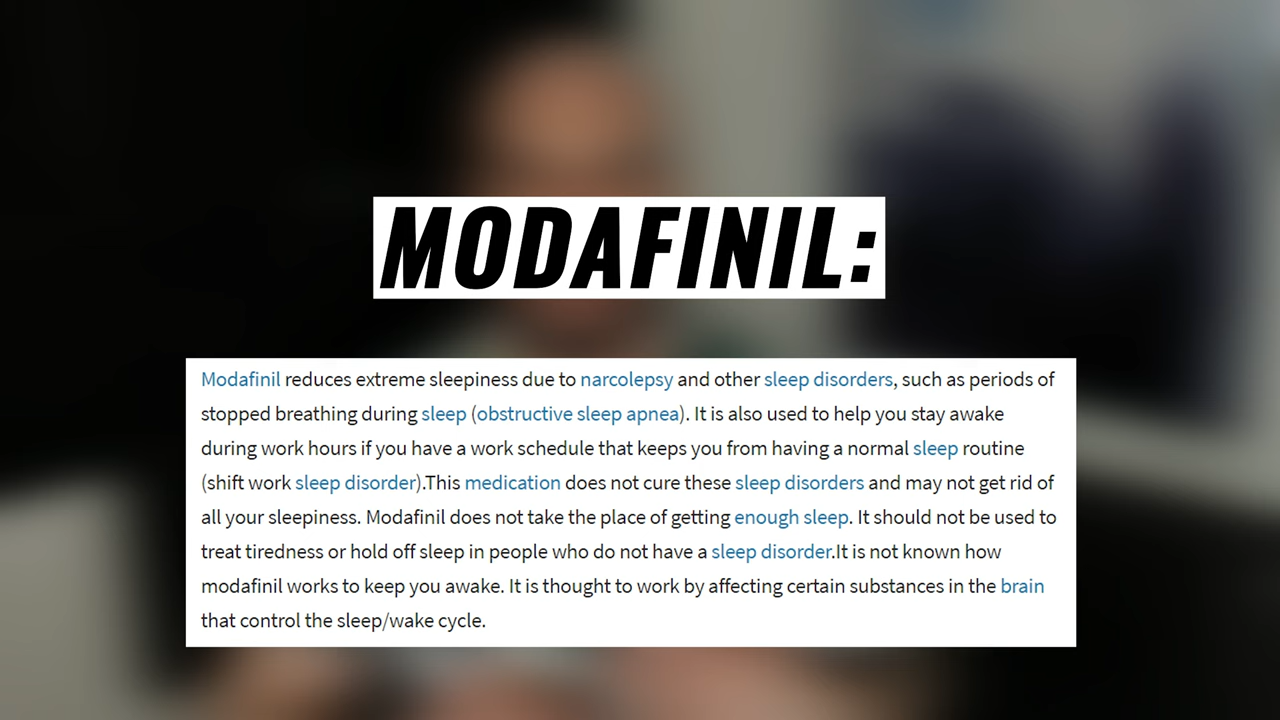 MODAFINIL:
Modafinil reduces extreme sleepiness due to narcolepsy and other sleep disorders, such as periods of
stopped breathing during sleep (obstructive sleep apnea). It is also used to help you stay awake
during work hours if you have a work schedule that keeps you from having a normal sleep routine
(shift work sleep disorder).This medication does not cure these sleep disorders and may not get rid of
all your sleepiness. Modafinil does not take the place of getting enough sleep. It should not be used to
treat tiredness or hold off sleep in people who do not have a sleep disorder.It is not known how
modafinil works to keep you awake. It is thought to work by affecting certain substances in the brain
that control the sleep/wake cycle.